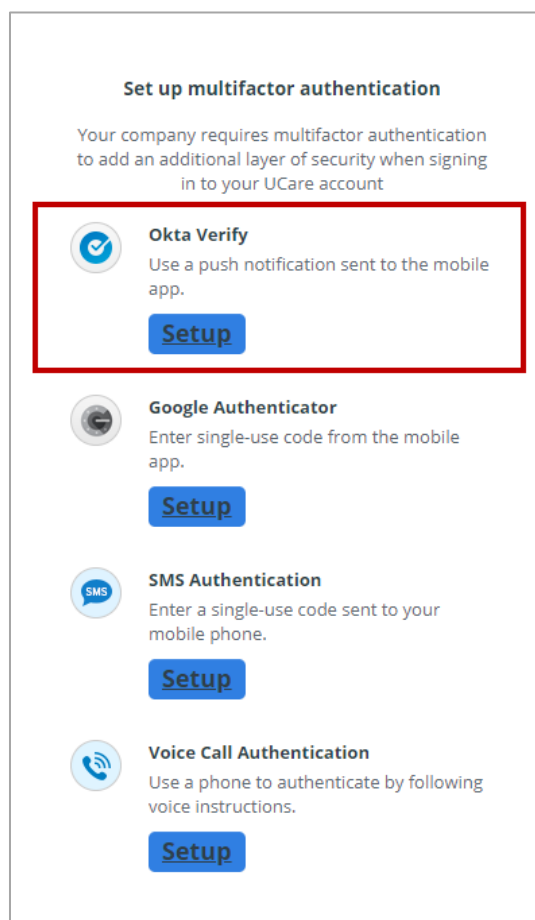 Set up multifactor authentication
Your company requires multifactor authentication
to add an additional layer of security when signing
in to your UCare account
Okta Verify
Use a push notification sent to the mobile
app.
Setup
Google Authenticator
Enter single-use code from the mobile
app.
Setup
SMS
SMS Authentication
Enter a single-use code sent to your
mobile phone.
Setup
Voice Call Authentication
Use a phone to authenticate by following
voice instructions.
Setup